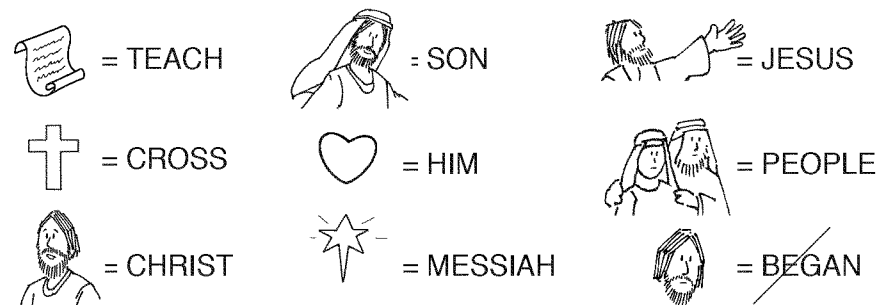 = TEACH = SON = JESUS
= CROSS = HIM = PEOPLE
= CHRIST = MESSIAH = BEGAN